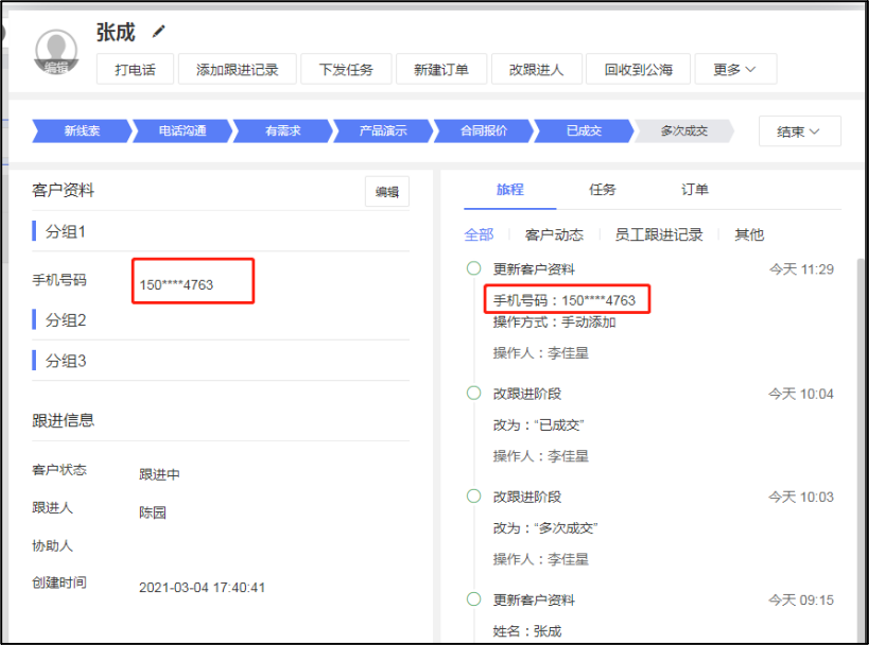 张成
编辑
打电话 添加跟进记录 下发任务 新建订单 改跟进人 回收到公海 更多
新线索 电话沟通 有需求 产品演示 合同报价 已成交 多次成交 结束
客户资料 编辑
分组1
手机号码 150****4763
分组2
分组3
跟进信息
客户状态 跟进中
跟进人 陈园
协助人
创建时间 2021-03-04 17:40:41
旅程 任务 订单
全部 客户动态 员工跟进记录 其他
更新客户资料 今天 11:29
手机号码：150****4763
操作方式：手动添加
操作人：李佳星
改跟进阶段 今天 10:04
改为：“已成交”
操作人：李佳星
改跟进阶段 今天 10:03
改为：“多次成交”
操作人：李佳星
更新客户资料 今天 09:15
姓名：张成